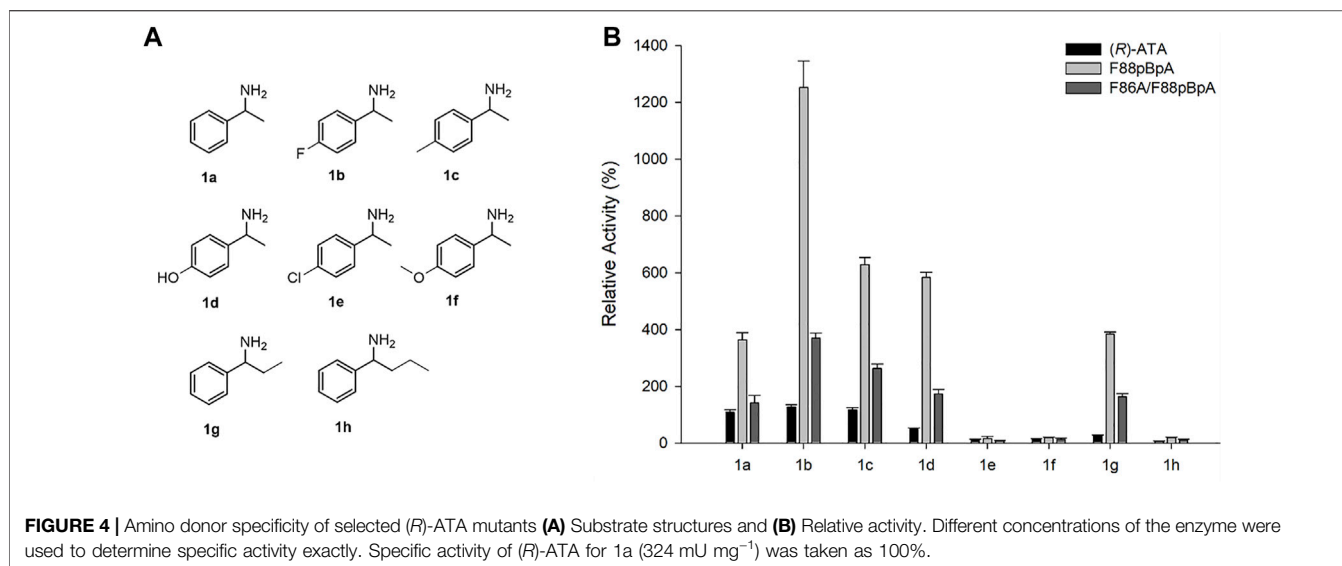 A
NH2
NH2
NH2
F
1a
1b
1c
NH2
NH2
NH2
HO
Cl
O
1d
1e
1f
NH2
NH2
1g
1h
B
1400
1200
1000
800
600
400
200
0
Relative Activity (%)
(R)-ATA
F88pBpA
F86A/F88pBpA
1a 1b 1c 1d 1e 1f 1g 1h
FIGURE 4 | Amino donor specificity of selected (R)-ATA mutants (A) Substrate structures and (B) Relative activity. Different concentrations of the enzyme were
used to determine specific activity exactly. Specific activity of (R)-ATA for 1a (324 mU mg−1) was taken as 100%.